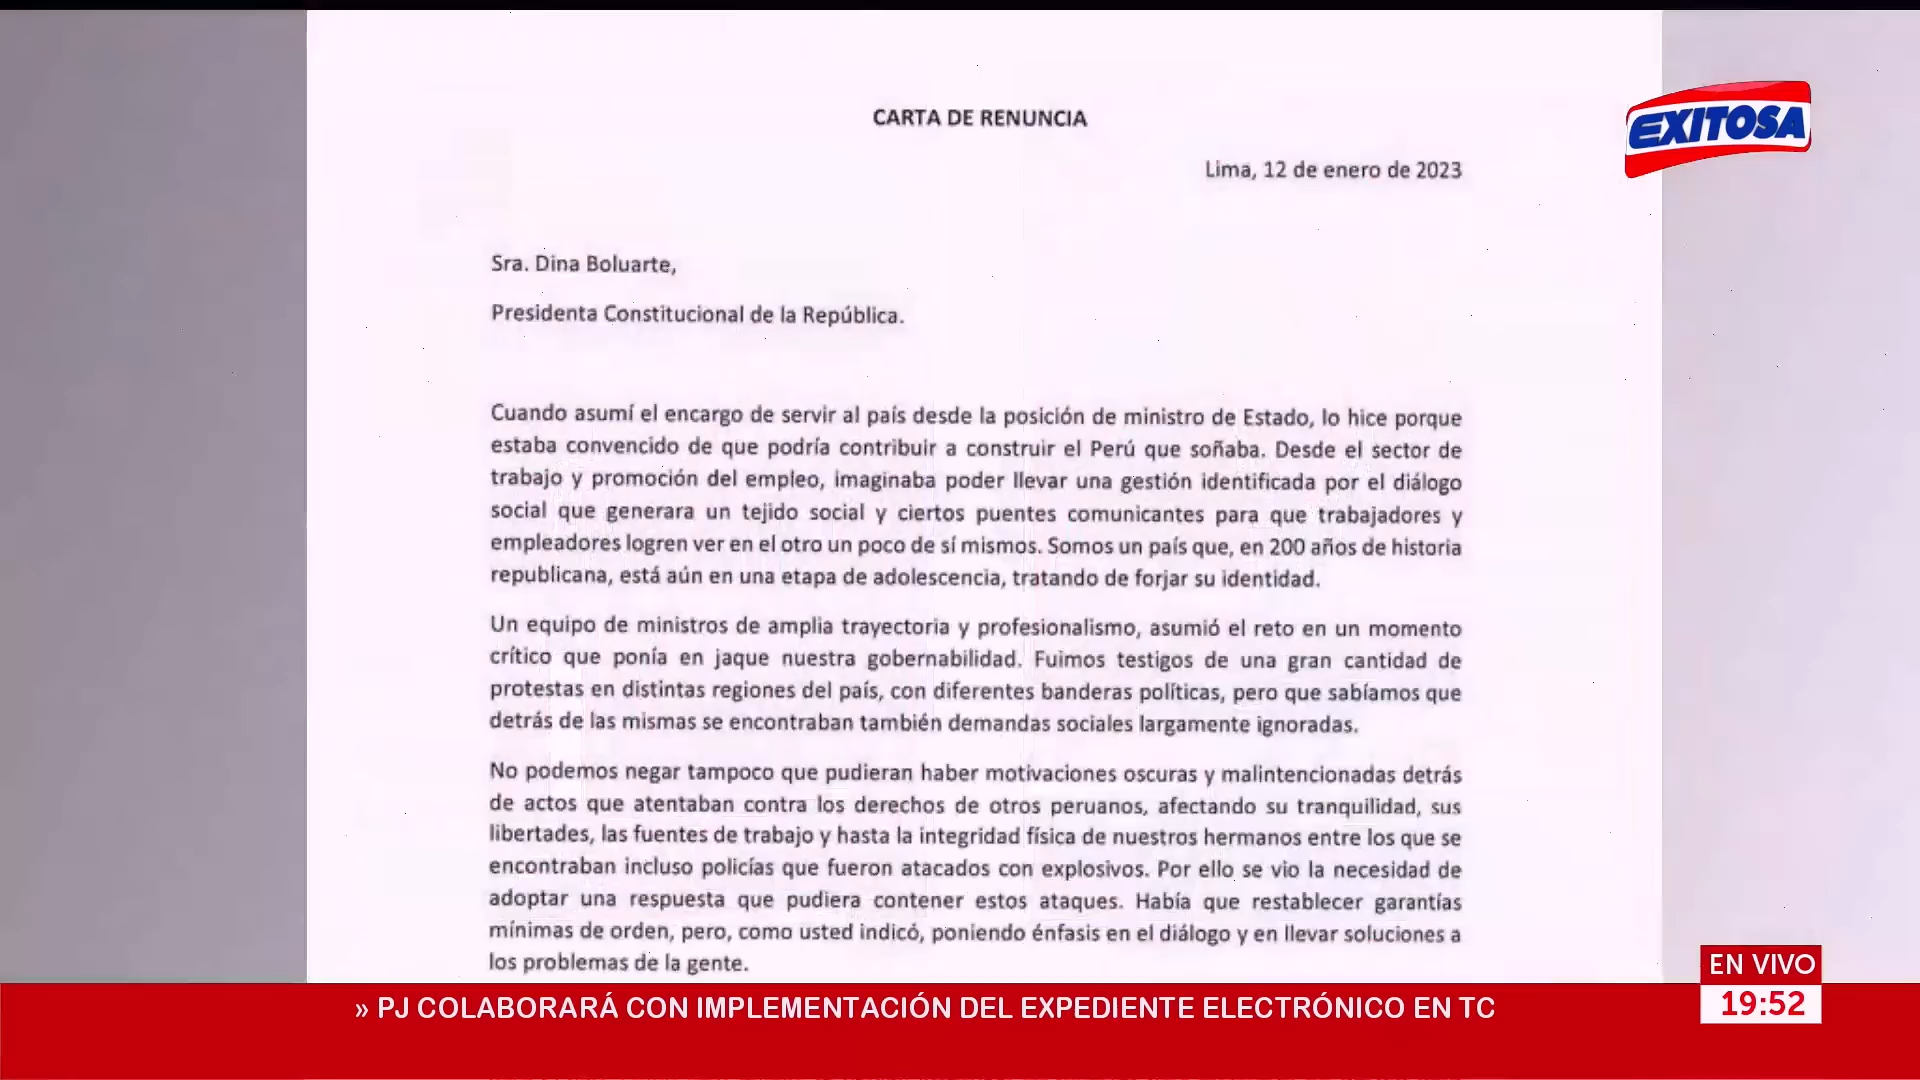 CARTA DE RENUNCIA
EXITOSA
Lima, 12 de enero de 2023
Sra. Dina Boluarte,
Presidenta Constitucional de la República.
Cuando asumí el encargo de servir al país desde la posición de ministro de Estado, lo hice porque
estaba convencido de que podría contribuir a construir el Perú que soñaba. Desde el sector de
trabajo y promoción del empleo, imaginaba poder llevar una gestión identificada por el diálogo
social que generara un tejido social y ciertos puentes comunicantes para que trabajadores y
empleadores logren ver en el otro un poco de sí mismos. Somos un país que, en 200 años de historia
republicana, está aún en una etapa de adolescencia, tratando de forjar su identidad.
Un equipo de ministros de amplia trayectoria y profesionalismo, asumió el reto en un momento
crítico que ponía en jaque nuestra gobernabilidad. Fuimos testigos de una gran cantidad de
protestas en distintas regiones del país, con diferentes banderas políticas, pero que sabíamos que
detrás de las mismas se encontraban también demandas sociales largamente ignoradas.
No podemos negar tampoco que pudieran haber motivaciones oscuras y malintencionadas detrás
de actos que atentaban contra los derechos de otros peruanos, afectando su tranquilidad, sus
libertades, las fuentes de trabajo y hasta la integridad física de nuestros hermanos entre los que se
encontraban incluso policías que fueron atacados con explosivos. Por ello se vio la necesidad de
adoptar una respuesta que pudiera contener estos ataques. Había que restablecer garantías
mínimas de orden, pero, como usted indicó, poniendo énfasis en el diálogo y en llevar soluciones a
los problemas de la gente.
EN VIVO
» PJ COLABORARÁ CON IMPLEMENTACIÓN DEL EXPEDIENTE ELECTRÓNICO EN TC
19:52